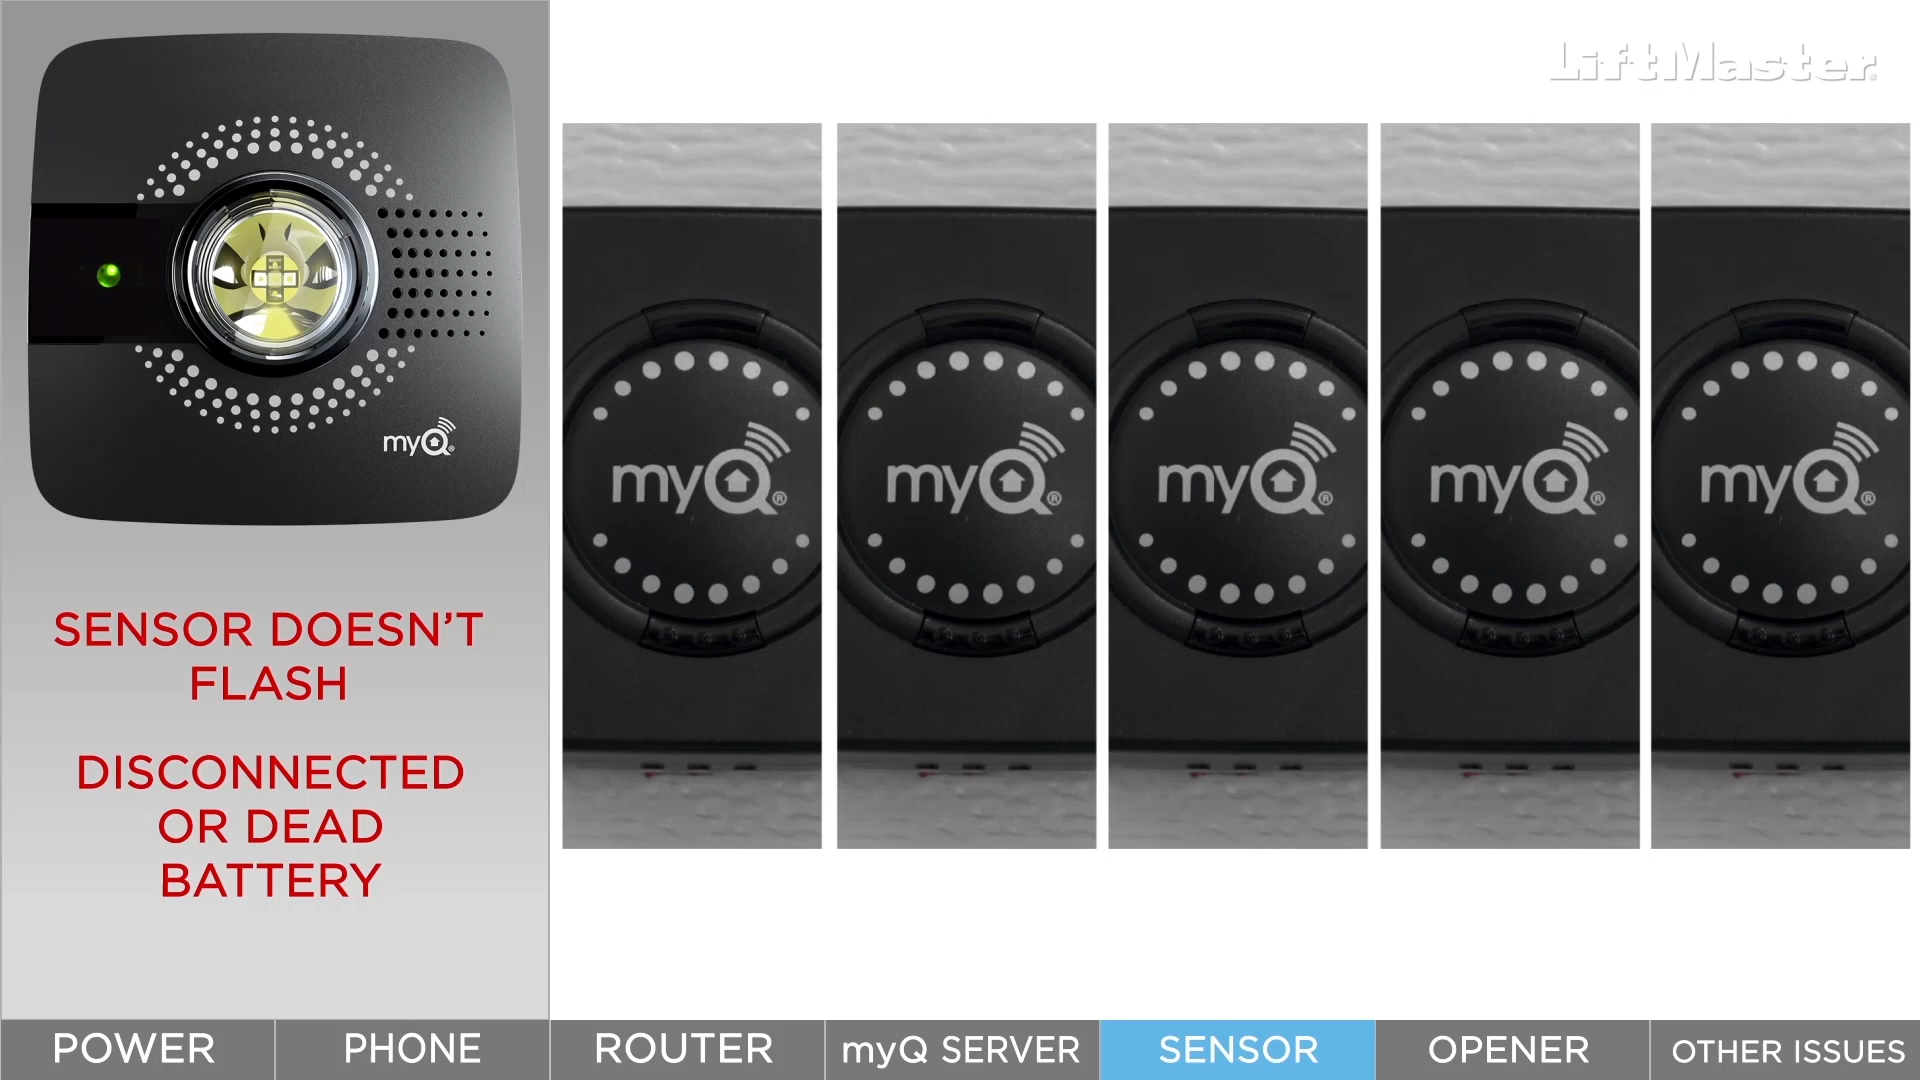 LiftMaster®
myQ®
SENSOR DOESN'T
FLASH
DISCONNECTED
OR DEAD
BATTERY
myQ®
myQ®
myQ®
myQ®
myQ®
POWER
PHONE
ROUTER
myQ SERVER
SENSOR
OPENER
OTHER ISSUES